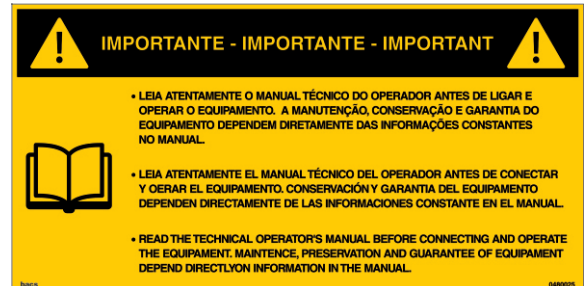 IMPORTANTE - IMPORTANTE - IMPORTANT
• LEIA ATENTAMENTE O MANUAL TÉCNICO DO OPERADOR ANTES DE LIGAR E
OPERAR O EQUIPAMENTO. A MANUTENÇÃO, CONSERVAÇÃO E GARANTIA DO
EQUIPAMENTO DEPENDEM DIRETAMENTE DAS INFORMAÇÕES CONSTANTES
NO MANUAL.
• LEIA ATENTAMENTE EL MANUAL TÉCNICO DEL OPERADOR ANTES DE CONECTAR
Y OERAR EL EQUIPAMENTO. CONSERVACIÓN Y GARANTIA DEL EQUIPAMENTO
DEPENDEN DIRECTAMENTE DE LAS INFORMACIONES CONSTANTE EN EL MANUAL.
• READ THE TECHNICAL OPERATOR'S MANUAL BEFORE CONNECTING AND OPERATE
THE EQUIPAMENT. MAINTENCE, PRESERVATION AND GUARANTEE OF EQUIPAMENT
DEPEND DIRECTLYON INFORMATION IN THE MANUAL.
bacs 0480025